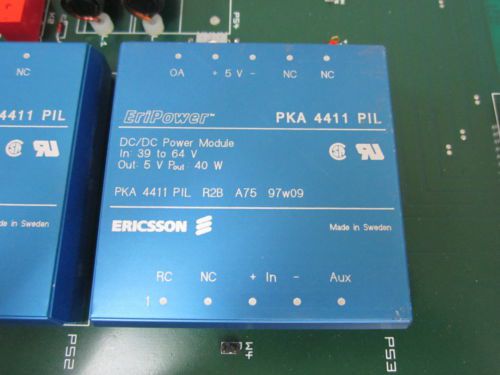 PS4
NC
4411 PIL
de in Sweden
OA + 5 V - NC NC
EriPower™ PKA 4411 PIL
DC/DC Power Module
In: 39 to 64 V
Out: 5 V Pout: 40 W
PKA 4411 PIL R2B A75 97w09
ERICSSON
Made in Sweden
RC NC + In - Aux
1
PS2
PS3